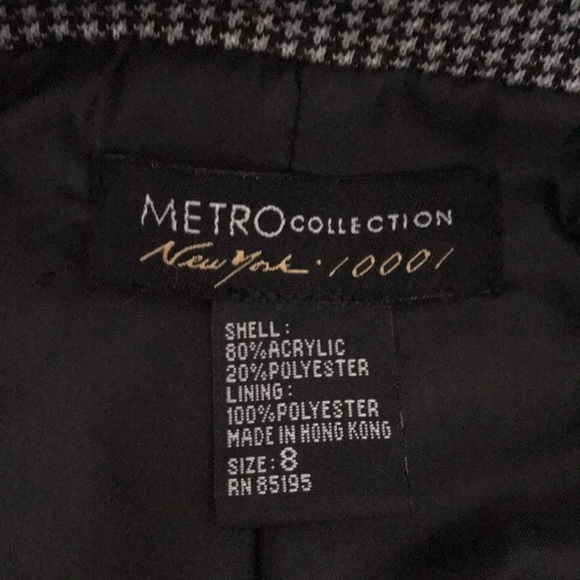 METRO COLLECTION
New York · 10001
SHELL:
80%ACRYLIC
20%POLYESTER
LINING:
100%POLYESTER
MADE IN HONG KONG
SIZE: 8
RN 85195